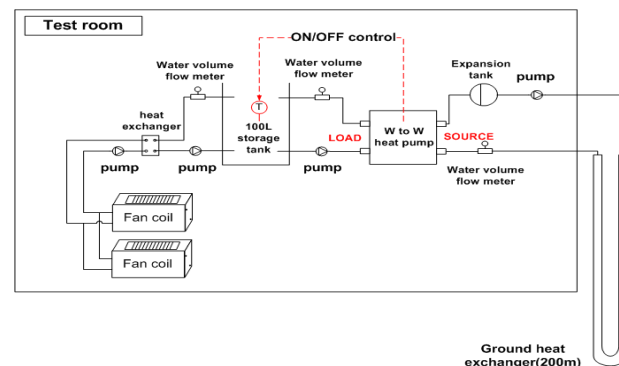 Test room
ON/OFF control
Water volume
flow meter
Water volume
flow meter
Expansion
tank
pump
heat
exchanger
T
100L
storage
tank
LOAD
W to W
heat pump
SOURCE
pump
pump
pump
Water volume
flow meter
Fan coil
Fan coil
Ground heat
exchanger(200m)